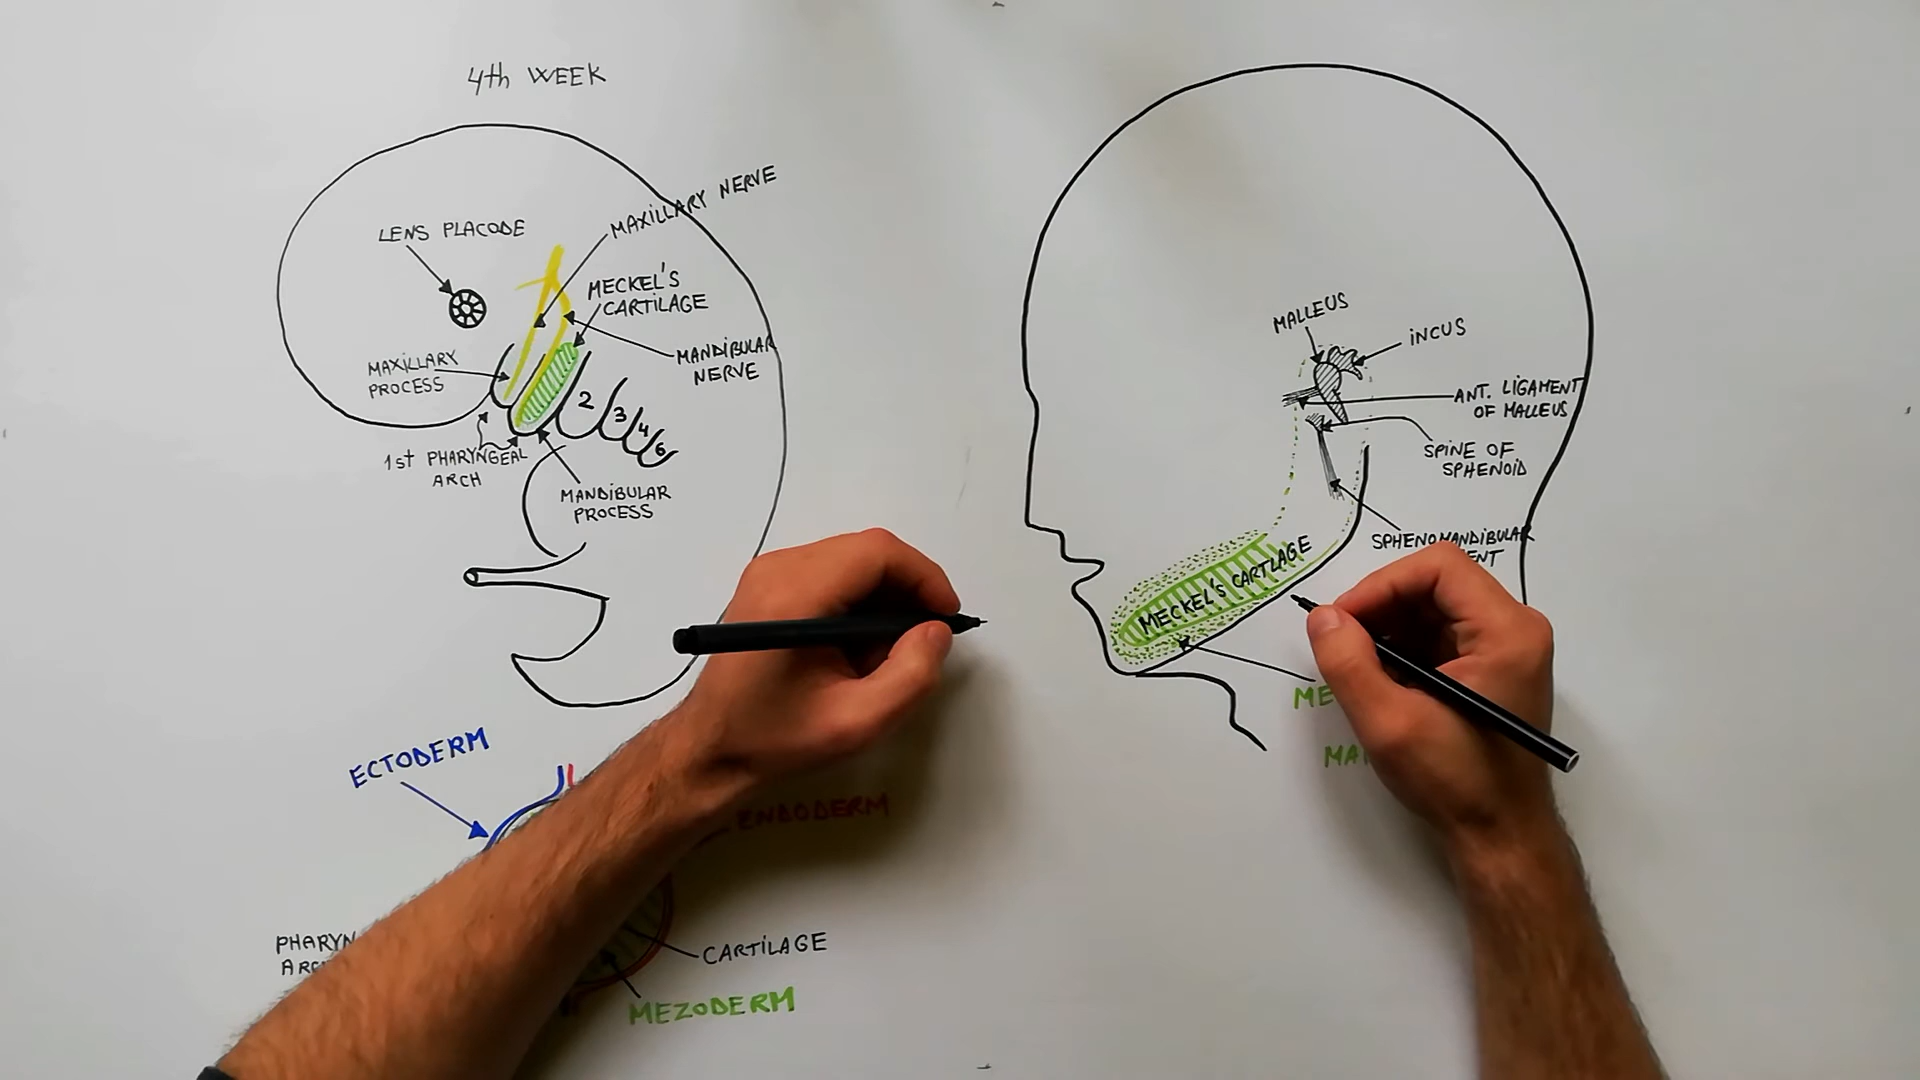 4th WEEK
LENS PLACODE
MAXILLARY NERVE
MECKEL'S
CARTILAGE
MAXILLARY
PROCESS
MANDIBULAR
NERVE
2
3
4
6
1st PHARYNGEAL
ARCH
MANDIBULAR
PROCESS
ECTODERM
ENDODERM
CARTILAGE
MEZODERM
MALLEUS
INCUS
ANT. LIGAMENT
OF MALLEUS
SPINE OF
SPHENOID
SPHENOMANDIBULAR
MECKEL'S CARTLAGE